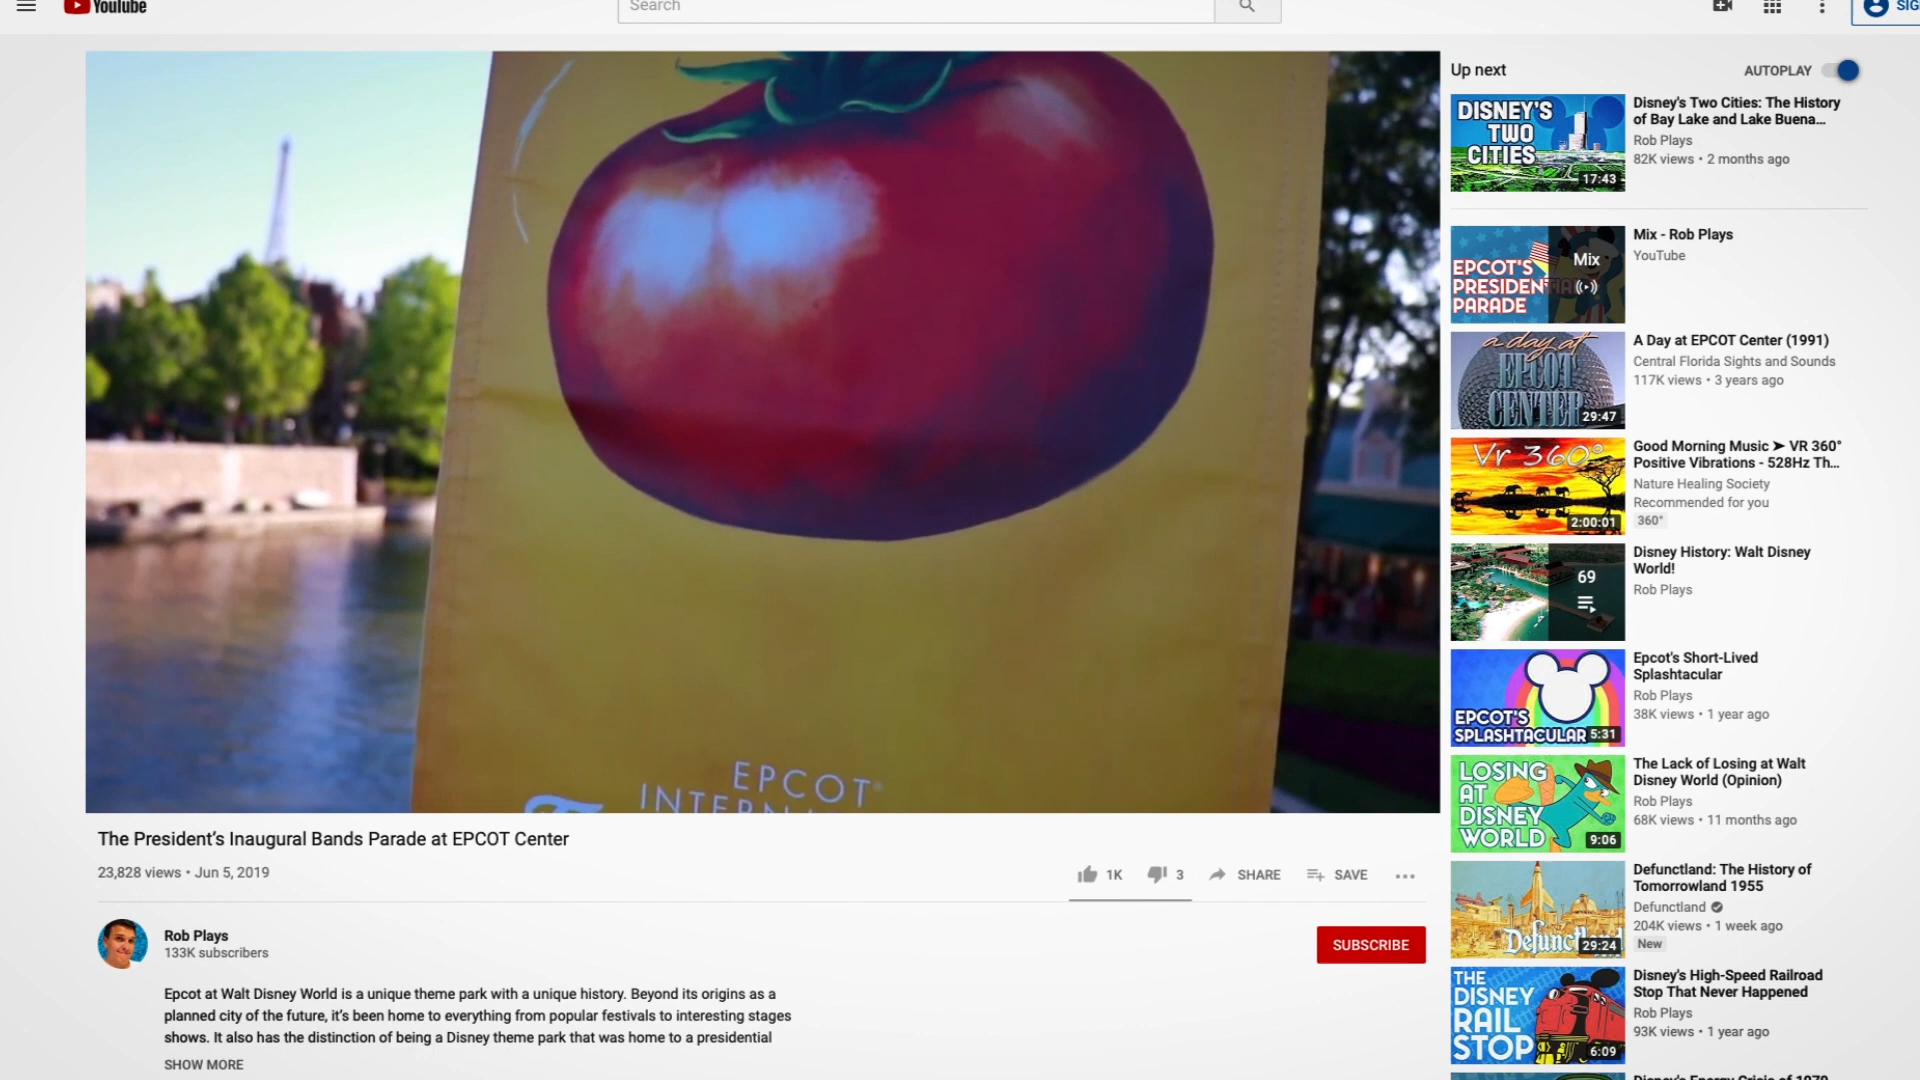 YouTube
Search
SIG
EPCOT
The President's Inaugural Bands Parade at EPCOT Center
23,828 views • Jun 5, 2019
1K
3
SHARE
SAVE
Rob Plays
133K subscribers
SUBSCRIBE
Epcot at Walt Disney World is a unique theme park with a unique history. Beyond its origins as a
planned city of the future, it's been home to everything from popular festivals to interesting stages
shows. It also has the distinction of being a Disney theme park that was home to a presidential
SHOW MORE
Up next
AUTOPLAY
DISNEY'S
TWO
CITIES
17:43
Disney's Two Cities: The History
of Bay Lake and Lake Buena...
Rob Plays
82K views • 2 months ago
EPCOT'S
PRESIDENTIAL
PARADE
Mix
Mix - Rob Plays
YouTube
a day at
EPCOT
CENTER
29:47
A Day at EPCOT Center (1991)
Central Florida Sights and Sounds
117K views • 3 years ago
Vr 360°
2:00:01
Good Morning Music ➤ VR 360°
Positive Vibrations - 528Hz Th...
Nature Healing Society
Recommended for you
360°
69
Disney History: Walt Disney
World!
Rob Plays
EPCOT'S
SPLASHTACULAR
5:31
Epcot's Short-Lived
Splashtacular
Rob Plays
38K views • 1 year ago
LOSING
AT
DISNEY
WORLD
9:06
The Lack of Losing at Walt
Disney World (Opinion)
Rob Plays
68K views • 11 months ago
29:24
Defunctland: The History of
Tomorrowland 1955
Defunctland
204K views • 1 week ago
New
THE
DISNEY
RAIL
STOP
6:09
Disney's High-Speed Railroad
Stop That Never Happened
Rob Plays
93K views • 1 year ago